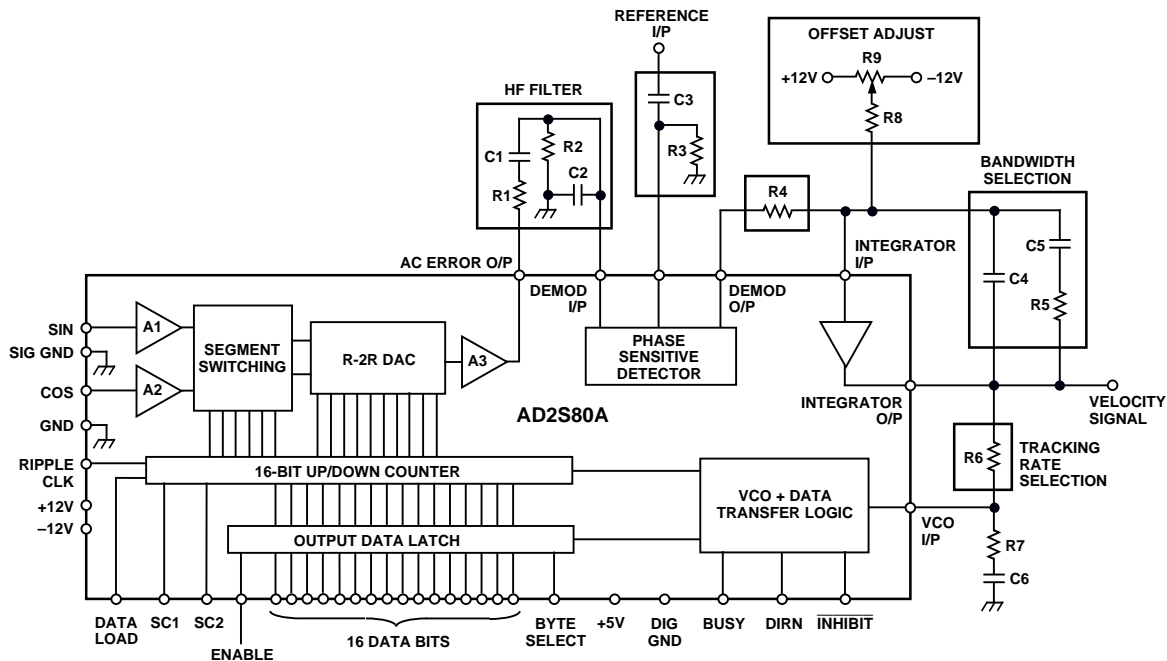 REFERENCE
I/P
OFFSET ADJUST
R9
+12V
–12V
R8
HF FILTER
C1
R2
C2
R1
C3
R3
R4
BANDWIDTH
SELECTION
C5
C4
R5
INTEGRATOR
I/P
AC ERROR O/P
DEMOD
I/P
DEMOD
O/P
SIN
SIG GND
COS
GND
RIPPLE
CLK
+12V
–12V
A1
A2
SEGMENT
SWITCHING
R-2R DAC
A3
PHASE
SENSITIVE
DETECTOR
AD2S80A
INTEGRATOR
O/P
VELOCITY
SIGNAL
R6
TRACKING
RATE
SELECTION
16-BIT UP/DOWN COUNTER
VCO + DATA
TRANSFER LOGIC
VCO
I/P
OUTPUT DATA LATCH
R7
C6
DATA
LOAD
SC1
SC2
ENABLE
16 DATA BITS
BYTE
SELECT
+5V
DIG
GND
BUSY
DIRN
INHIBIT